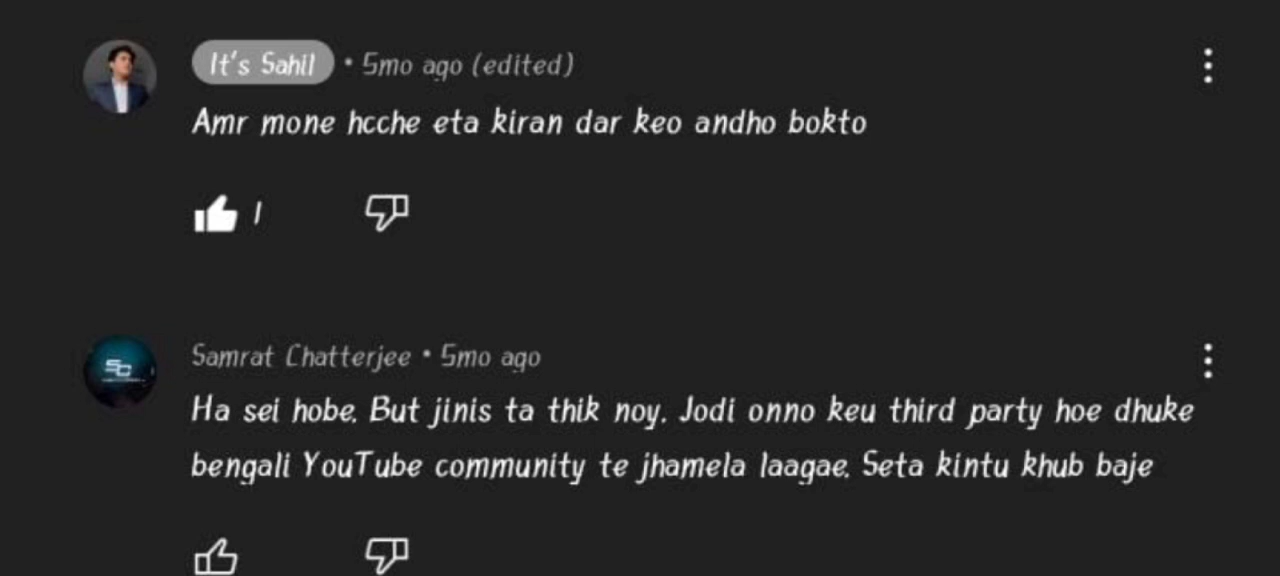 It's Sahil • 5mo ago (edited)
Amr mone hcche eta kiran dar keo andho bokto
1
Samrat Chatterjee • 5mo ago
Ha sei hobe. But jinis ta thik noy. Jodi onno keu third party hoe dhuke
bengali YouTube community te jhamela laagae. Seta kintu khub baje